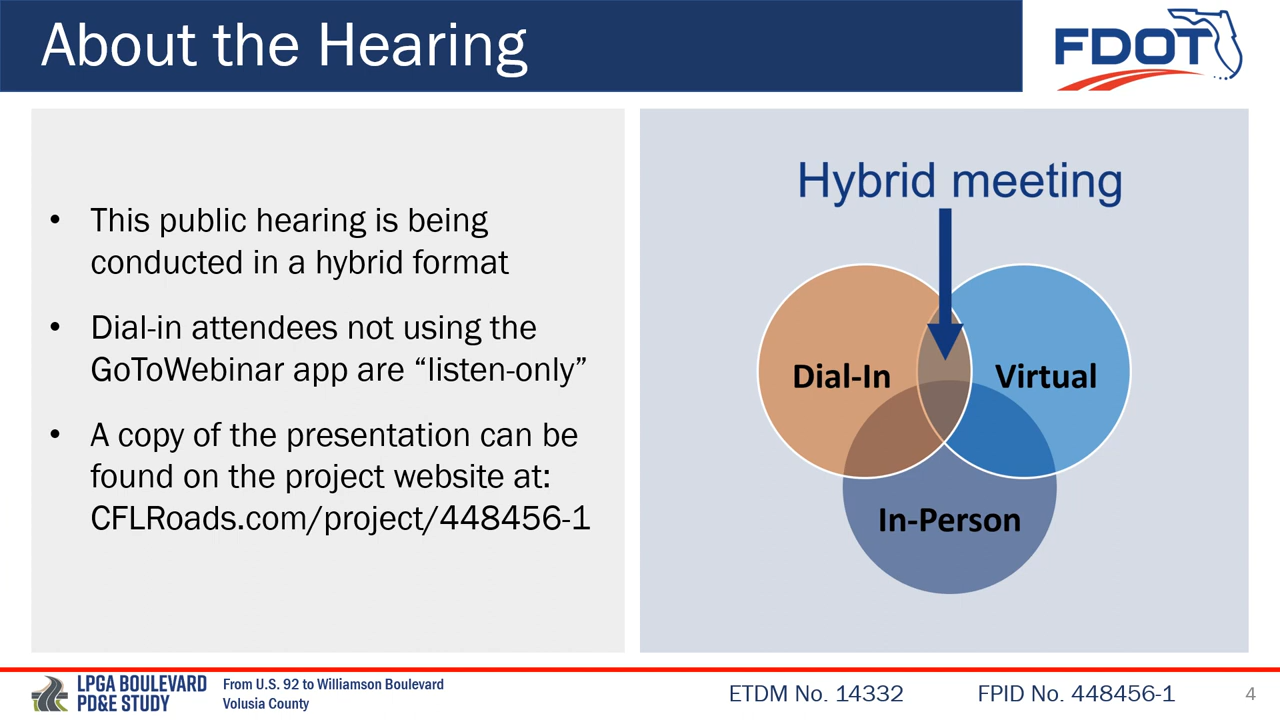 About the Hearing
FDOT
• This public hearing is being
conducted in a hybrid format
• Dial-in attendees not using the
GoToWebinar app are “listen-only”
• A copy of the presentation can be
found on the project website at:
CFLRoads.com/project/448456-1
Hybrid meeting
Dial-In
Virtual
In-Person
LPGA BOULEVARD
PD&E STUDY
From U.S. 92 to Williamson Boulevard
Volusia County
ETDM No. 14332
FPID No. 448456-1
4